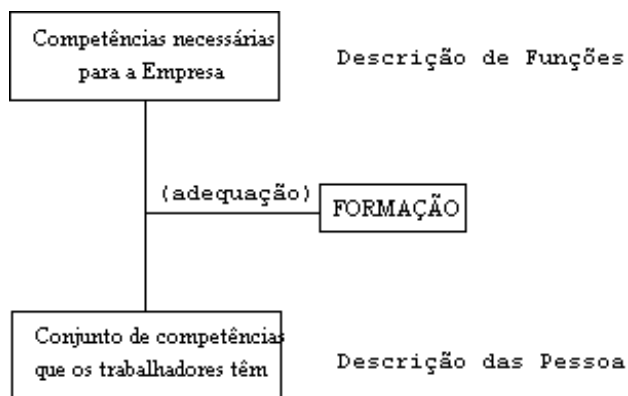 Competências necessárias
para a Empresa
Descrição de Funções
(adequação)
FORMAÇÃO
Conjunto de competências
que os trabalhadores têm
Descrição das Pessoa